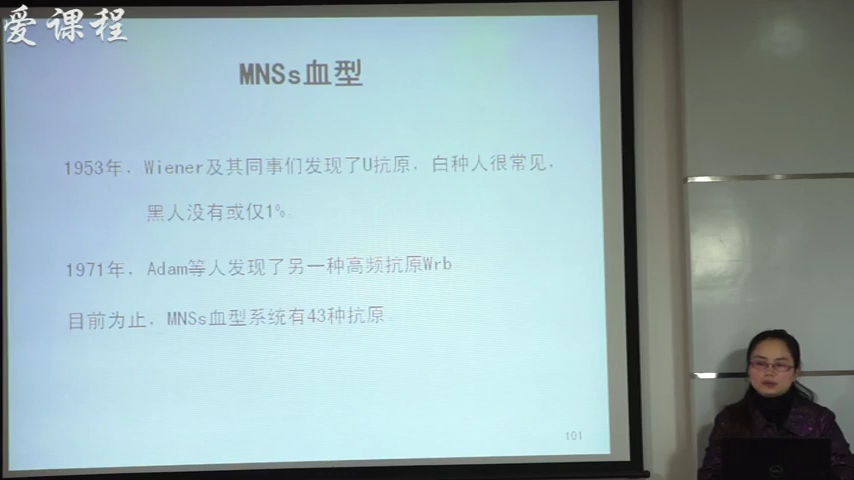 爱课程
MNSs血型
1953年，Wiener及其同事们发现了U抗原，白种人很常见，
黑人没有或仅1%。
1971年，Adam等人发现了另一种高频抗原Wrb
目前为止，MNSs血型系统有43种抗原。
101
DELL